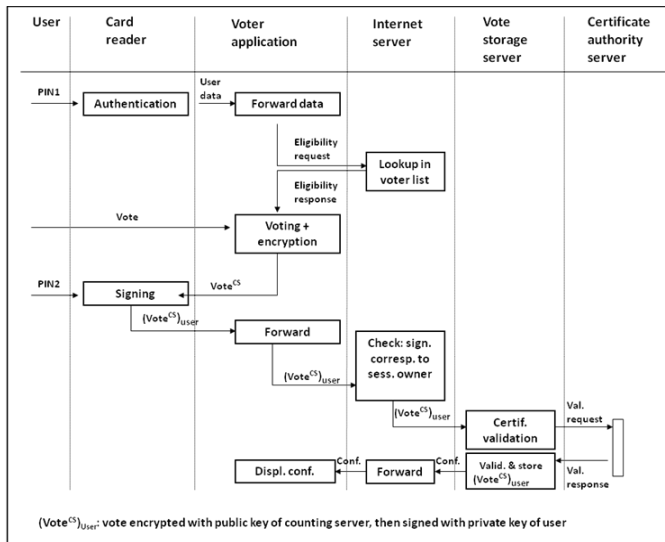 User
Card
reader
Voter
application
Internet
server
Vote
storage
server
Certificate
authority
server
PIN1
Authentication
User
data
Forward data
Eligibility
request
Lookup in
voter list
Eligibility
response
Vote
Voting +
encryption
PIN2
Signing
Vote^CS
(Vote^CS)user
Forward
(Vote^CS)user
Check: sign.
corresp. to
sess. owner
(Vote^CS)user
Certif.
validation
Val.
request
Displ. conf.
Conf.
Forward
Conf.
Valid. & store
(Vote^CS)user
Val.
response
(Vote^CS)User: vote encrypted with public key of counting server, then signed with private key of user